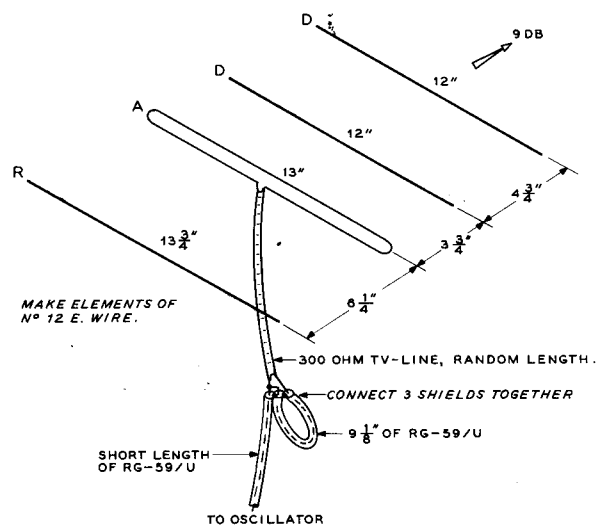 D
9 DB
D
12"
A
12"
13"
R
4 3/4"
3 3/4"
13 3/4"
6 1/4"
MAKE ELEMENTS OF
Nº 12 E. WIRE.
300 OHM TV-LINE, RANDOM LENGTH.
CONNECT 3 SHIELDS TOGETHER
9 1/8" OF RG-59/U
SHORT LENGTH
OF RG-59/U
TO OSCILLATOR